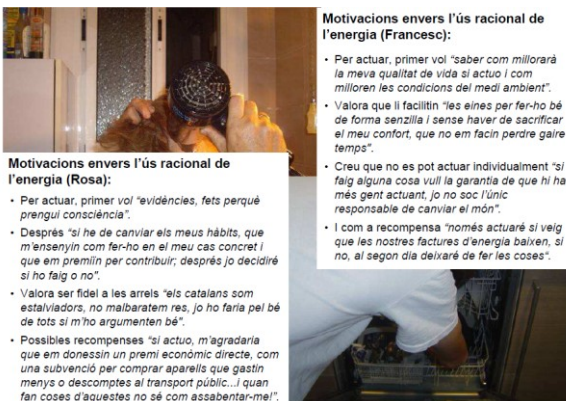 Motivacions envers l'ús racional de
l'energia (Francesc):
• Per actuar, primer vol "saber com millorarà
la meva qualitat de vida si actuo i com
milloren les condicions del medi ambient".
• Valora que li facilitin "les eines per fer-ho bé
de forma senzilla i sense haver de sacrificar
el meu confort, que no em facin perdre gaire
temps".
• Creu que no es pot actuar individualment "si
faig alguna cosa vull la garantia de que hi ha
més gent actuant, jo no soc l'únic
responsable de canviar el món".
• I com a recompensa "només actuaré si veig
que les nostres factures d'energia baixen, si
no, al segon dia deixaré de fer les coses".
Motivacions envers l'ús racional de
l'energia (Rosa):
• Per actuar, primer vol "evidències, fets perquè
prengui consciència".
• Després "si he de canviar els meus hàbits, que
m'ensenyin com fer-ho en el meu cas concret i
que em premiïn per contribuir; després jo decidiré
si ho faig o no".
• Valora ser fidel a les arrels "els catalans som
estalviadors, no malbaratem res, jo ho faria pel bé
de tots si m'ho argumenten bé".
• Possibles recompenses "si actuo, m'agradaria
que em donessin un premi econòmic directe, com
una subvenció per comprar aparells que gastin
menys o descomptes al transport públic...i quan
fan coses d'aquestes no sé com assabentar-me!".